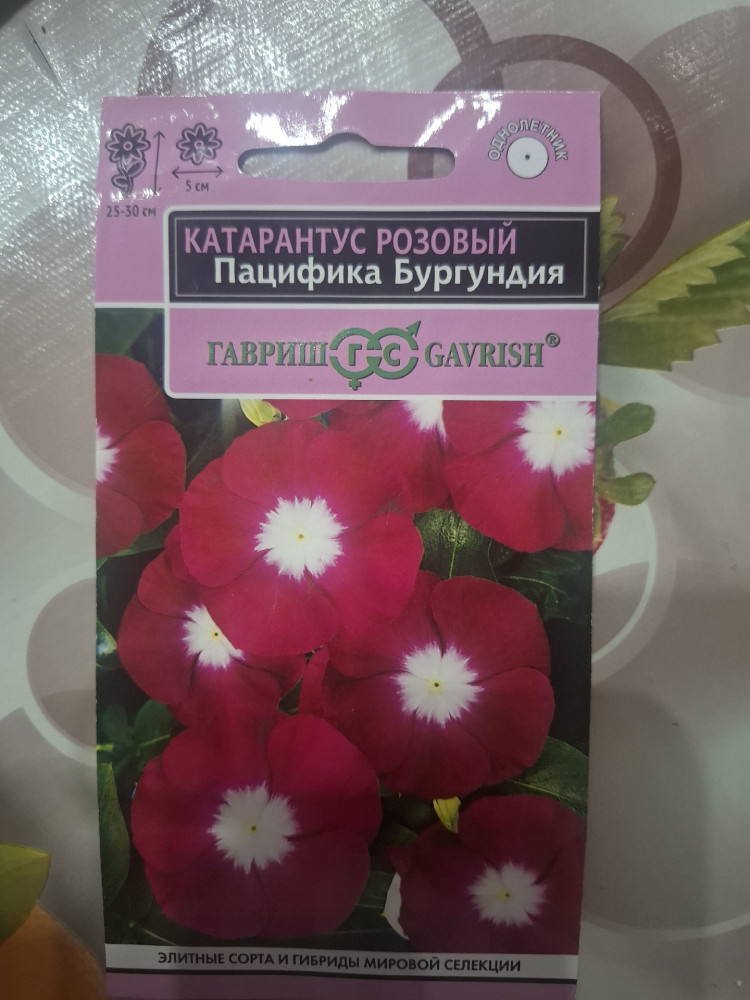 ОДНОЛЕТНИК
5 см
25-30 см
КАТАРАНТУС РОЗОВЫЙ
Пацифика Бургундия
ГАВРИШ ГС GAVRISH®
ЭЛИТНЫЕ СОРТА И ГИБРИДЫ МИРОВОЙ СЕЛЕКЦИИ